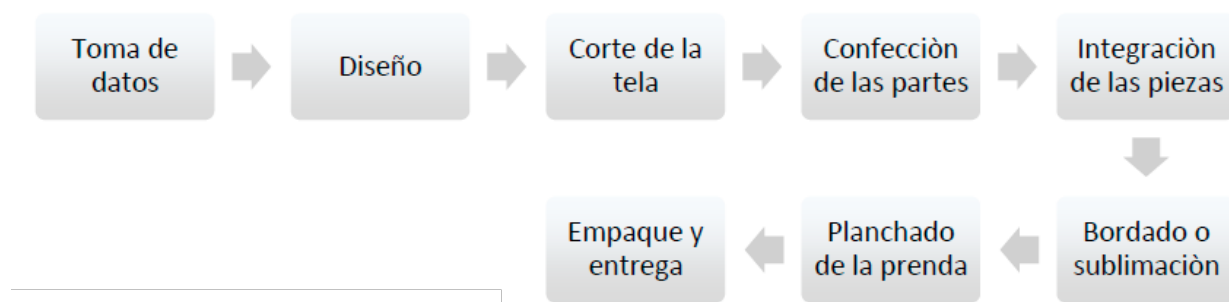 Toma de
datos
Diseño
Corte de la
tela
Confecciòn
de las partes
Integraciòn
de las piezas
Bordado o
sublimaciòn
Planchado
de la prenda
Empaque y
entrega